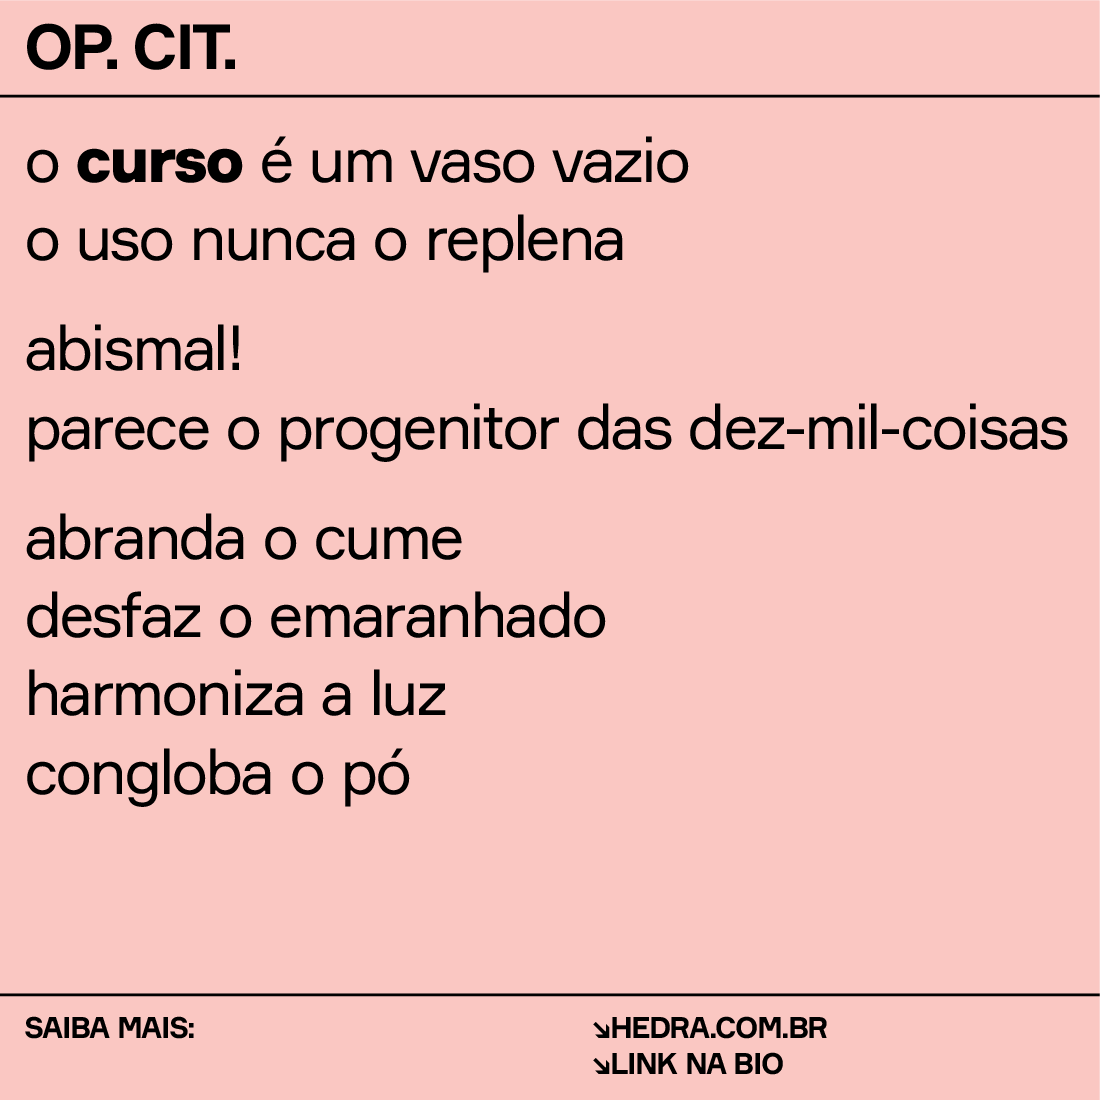 OP. CIT.
o curso é um vaso vazio
o uso nunca o replena
abismal!
parece o progenitor das dez-mil-coisas
abranda o cume
desfaz o emaranhado
harmoniza a luz
congloba o pó
SAIBA MAIS:
↘HEDRA.COM.BR
↘LINK NA BIO